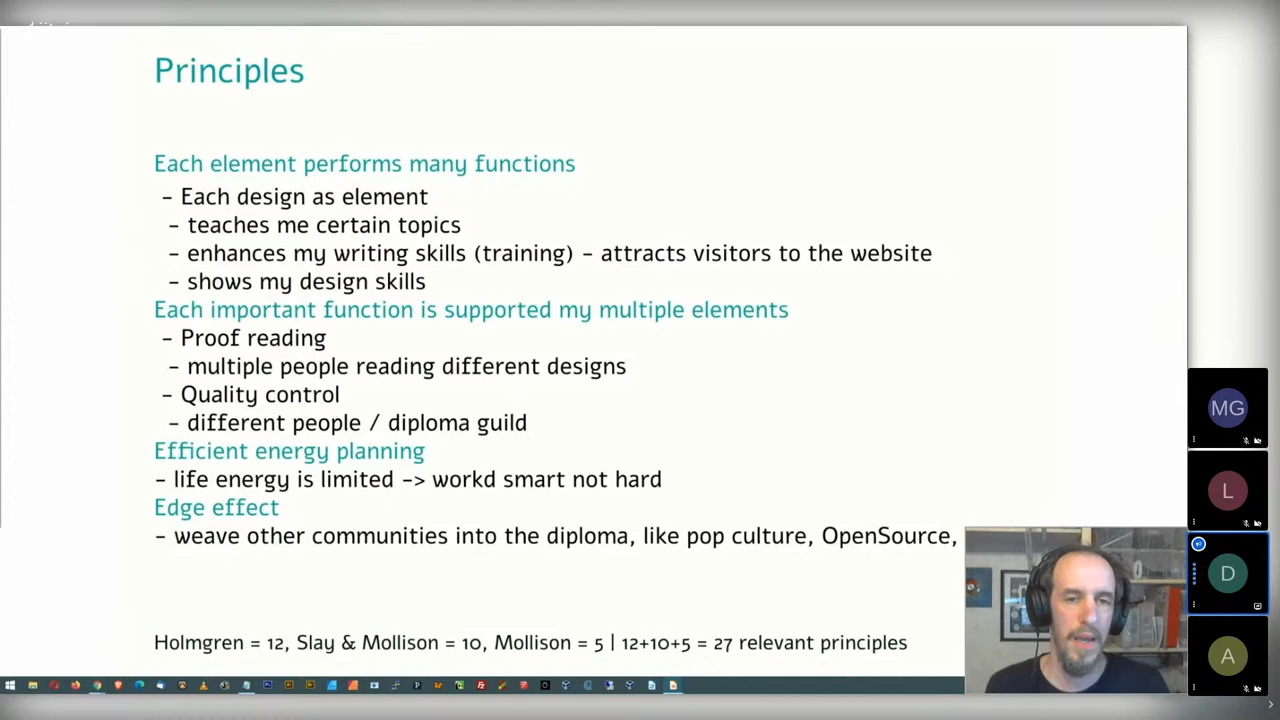 Principles
Each element performs many functions
- Each design as element
- teaches me certain topics
- enhances my writing skills (training) - attracts visitors to the website
- shows my design skills
Each important function is supported my multiple elements
- Proof reading
- multiple people reading different designs
- Quality control
- different people / diploma guild
Efficient energy planning
- life energy is limited -> workd smart not hard
Edge effect
- weave other communities into the diploma, like pop culture, OpenSource,
Holmgren = 12, Slay & Mollison = 10, Mollison = 5 | 12+10+5 = 27 relevant principles
MG
L
D
A